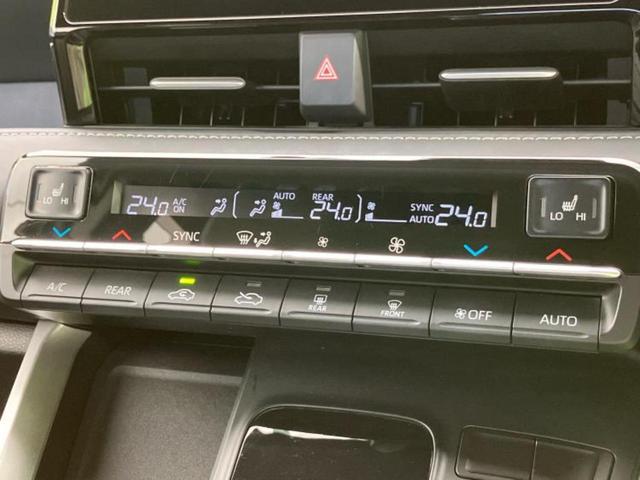 24.0 A/C ON AUTO REAR 24.0 SYNC AUTO 24.0
LO HI
LO HI
SYNC
A/C REAR REAR FRONT OFF AUTO